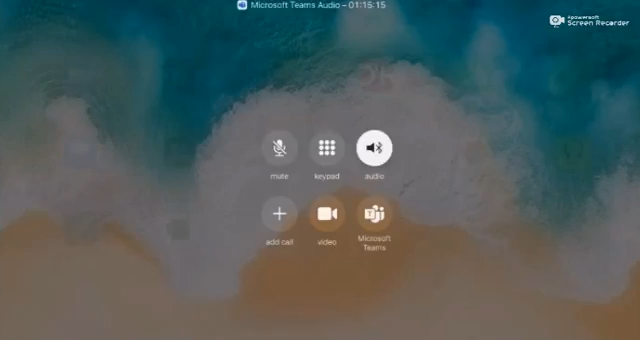 Microsoft Teams Audio – 01:15:15
Apowersoft
Screen Recorder
mute
keypad
audio
add call
video
Microsoft
Teams